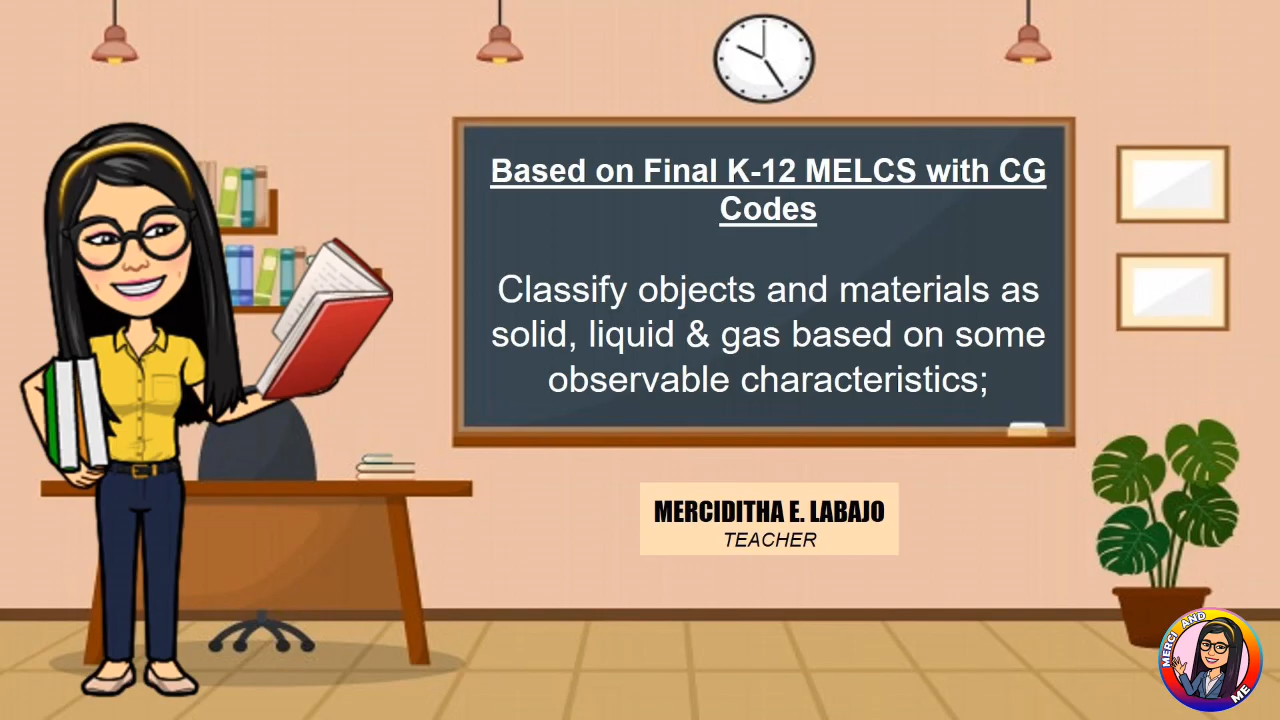 Based on Final K-12 MELCS with CG
Codes
Classify objects and materials as
solid, liquid & gas based on some
observable characteristics;
MERCIDITHA E. LABAJO
TEACHER
MERCI AND
ME